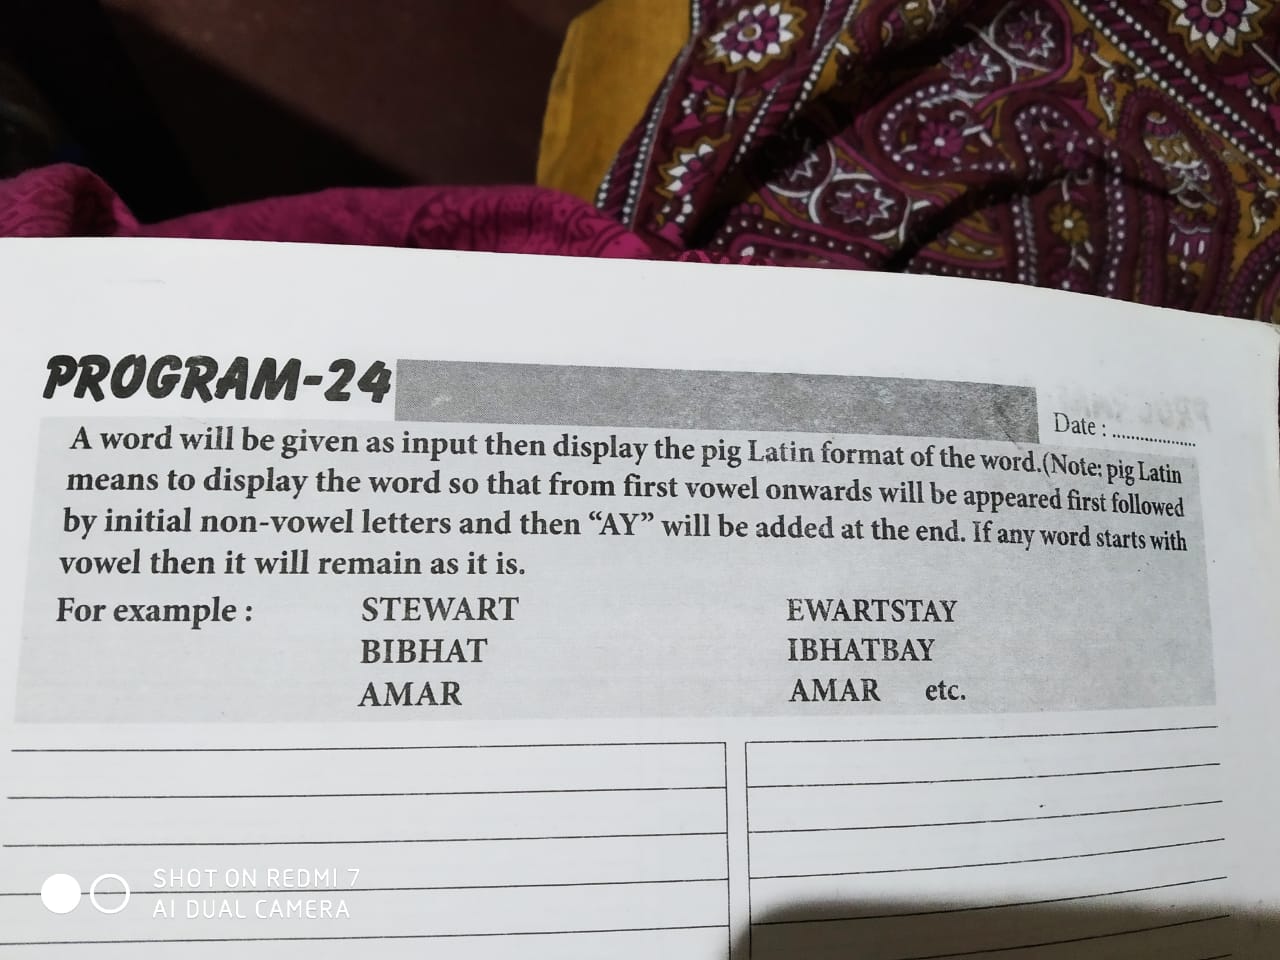 PROGRAM-24
Date : ..................
A word will be given as input then display the pig Latin format of the word.(Note: pig Latin
means to display the word so that from first vowel onwards will be appeared first followed
by initial non-vowel letters and then “AY” will be added at the end. If any word starts with
vowel then it will remain as it is.
For example : STEWART EWARTSTAY
BIBHAT IBHATBAY
AMAR AMAR etc.
SHOT ON REDMI 7
AI DUAL CAMERA